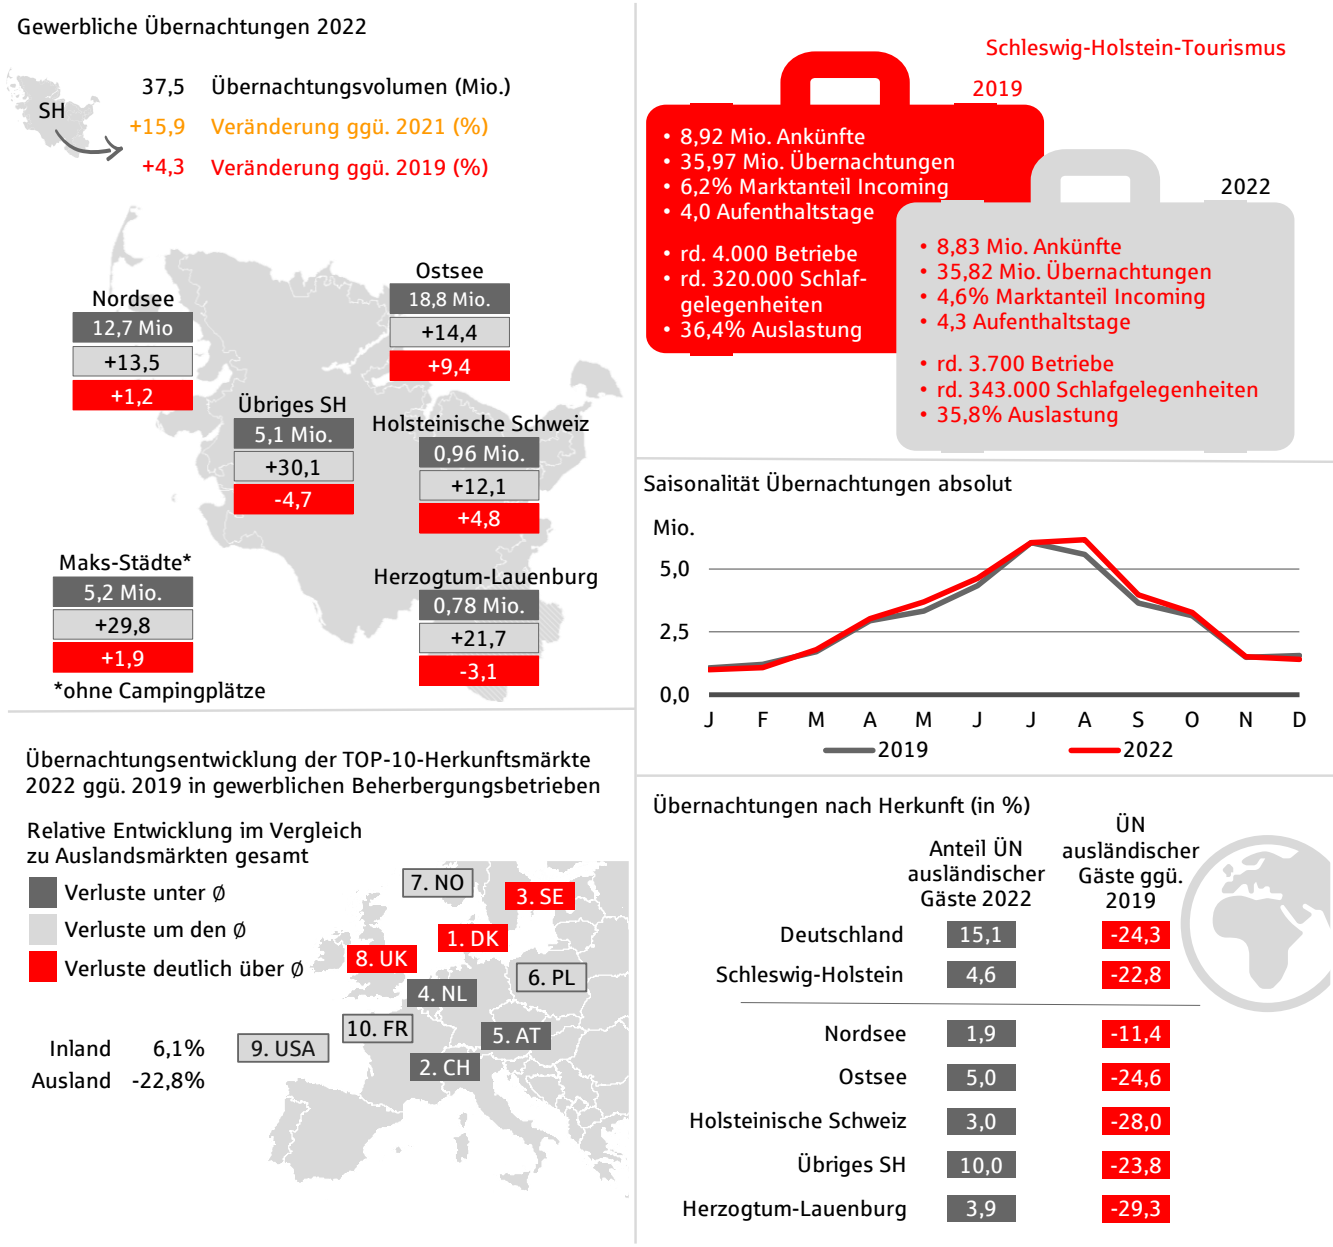 Gewerbliche Übernachtungen 2022
SH
37,5 Übernachtungsvolumen (Mio.)
+15,9 Veränderung ggü. 2021 (%)
+4,3 Veränderung ggü. 2019 (%)
Nordsee
12,7 Mio
+13,5
+1,2
Ostsee
18,8 Mio.
+14,4
+9,4
Übriges SH
5,1 Mio.
+30,1
-4,7
Holsteinische Schweiz
0,96 Mio.
+12,1
+4,8
Maks-Städte*
5,2 Mio.
+29,8
+1,9
*ohne Campingplätze
Herzogtum-Lauenburg
0,78 Mio.
+21,7
-3,1
Schleswig-Holstein-Tourismus
2019
• 8,92 Mio. Ankünfte
• 35,97 Mio. Übernachtungen
• 6,2% Marktanteil Incoming
• 4,0 Aufenthaltstage
• rd. 4.000 Betriebe
• rd. 320.000 Schlaf-
gelegenheiten
• 36,4% Auslastung
2022
• 8,83 Mio. Ankünfte
• 35,82 Mio. Übernachtungen
• 4,6% Marktanteil Incoming
• 4,3 Aufenthaltstage
• rd. 3.700 Betriebe
• rd. 343.000 Schlafgelegenheiten
• 35,8% Auslastung
Saisonalität Übernachtungen absolut
Mio.
5,0
2,5
0,0
J F M A M J J A S O N D
2019 2022
Übernachtungsentwicklung der TOP-10-Herkunftsmärkte
2022 ggü. 2019 in gewerblichen Beherbergungsbetrieben
Relative Entwicklung im Vergleich
zu Auslandsmärkten gesamt
Verluste unter Ø
Verluste um den Ø
Verluste deutlich über Ø
7. NO
3. SE
1. DK
8. UK
6. PL
4. NL
10. FR
5. AT
9. USA
2. CH
Inland 6,1%
Ausland -22,8%
Übernachtungen nach Herkunft (in %)
Anteil ÜN
ausländischer
Gäste 2022
ÜN
ausländischer
Gäste ggü.
2019
Deutschland 15,1 -24,3
Schleswig-Holstein 4,6 -22,8
Nordsee 1,9 -11,4
Ostsee 5,0 -24,6
Holsteinische Schweiz 3,0 -28,0
Übriges SH 10,0 -23,8
Herzogtum-Lauenburg 3,9 -29,3